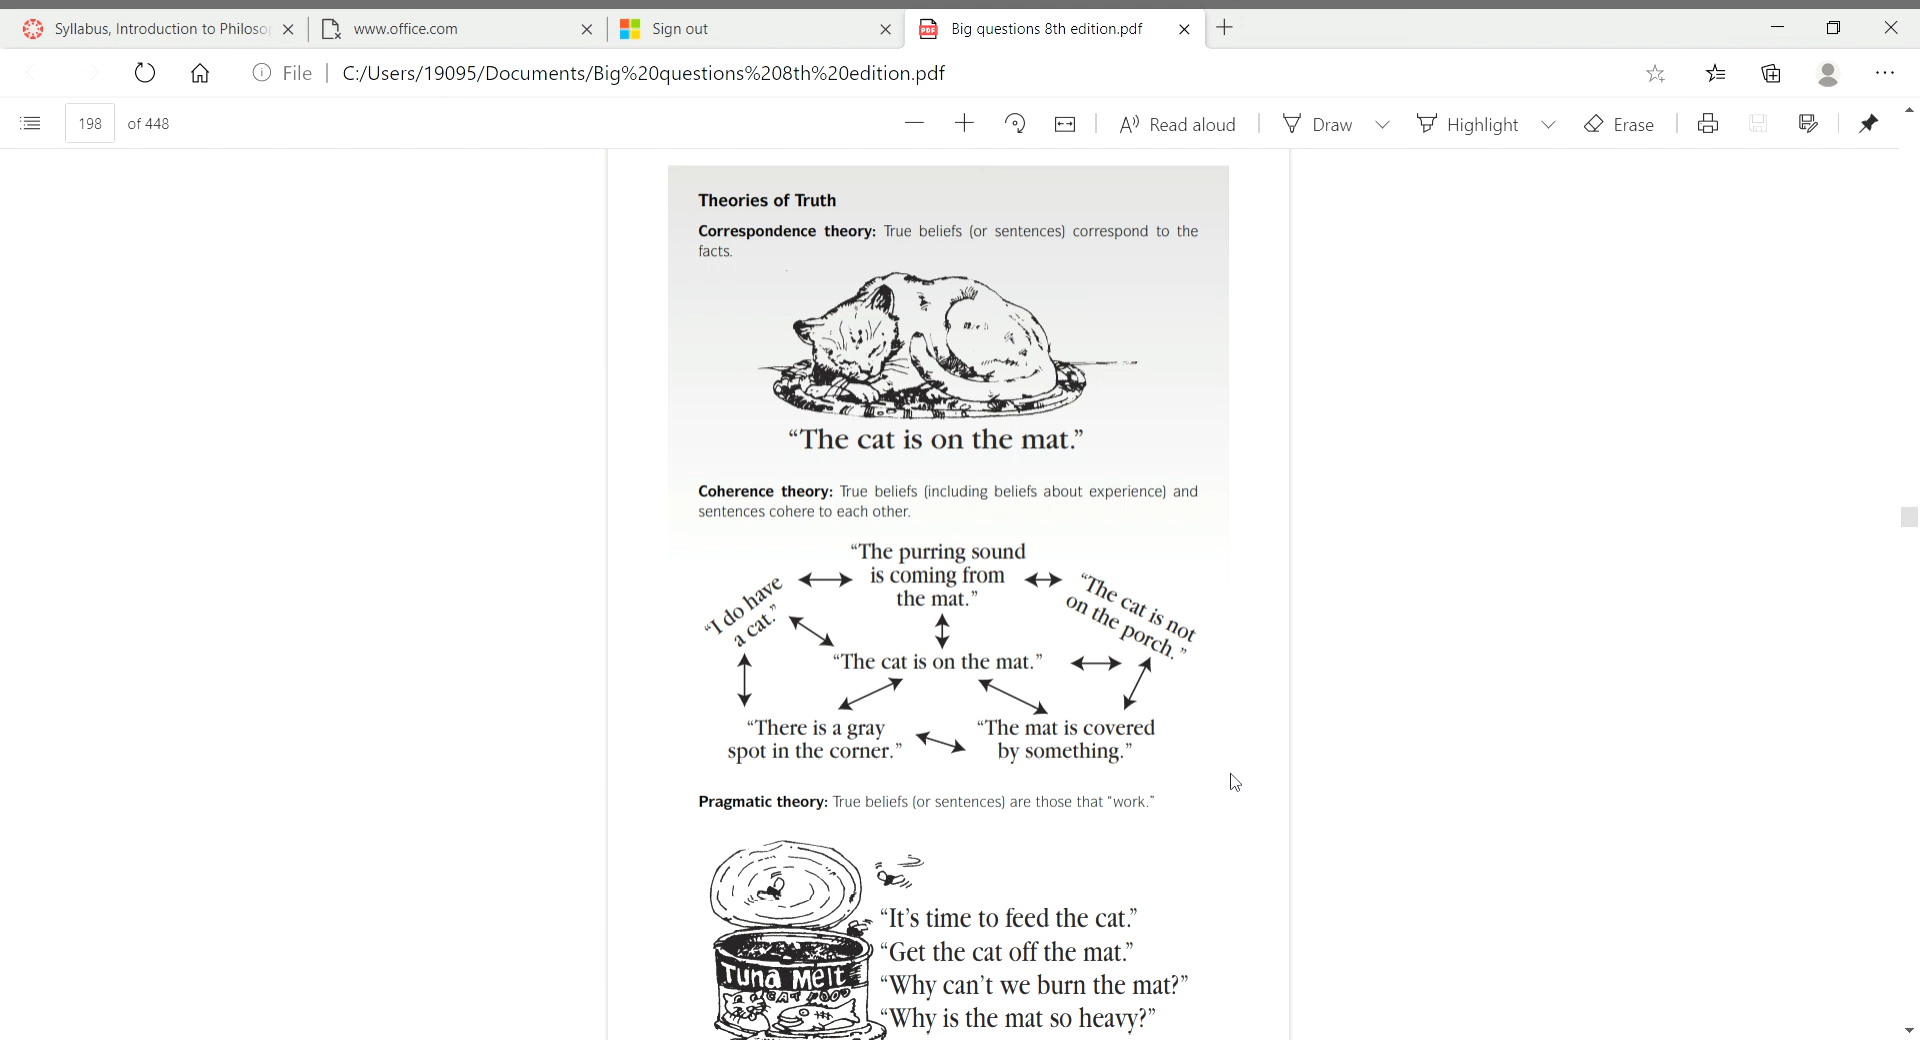 Syllabus, Introduction to Philoso
www.office.com
Sign out
Big questions 8th edition.pdf
File
C:/Users/19095/Documents/Big%20questions%208th%20edition.pdf
198 of 448
Read aloud
Draw
Highlight
Erase
Theories of Truth
Correspondence theory: True beliefs (or sentences) correspond to the
facts.
“The cat is on the mat.”
Coherence theory: True beliefs (including beliefs about experience) and
sentences cohere to each other.
“The purring sound
is coming from
the mat.”
“I do have
a cat.”
“The cat is not
on the porch.”
“The cat is on the mat.”
“There is a gray
spot in the corner.”
“The mat is covered
by something.”
Pragmatic theory: True beliefs (or sentences) are those that “work.”
Tuna Melt
CAT FOOD
“It’s time to feed the cat.”
“Get the cat off the mat.”
“Why can’t we burn the mat?”
“Why is the mat so heavy?”